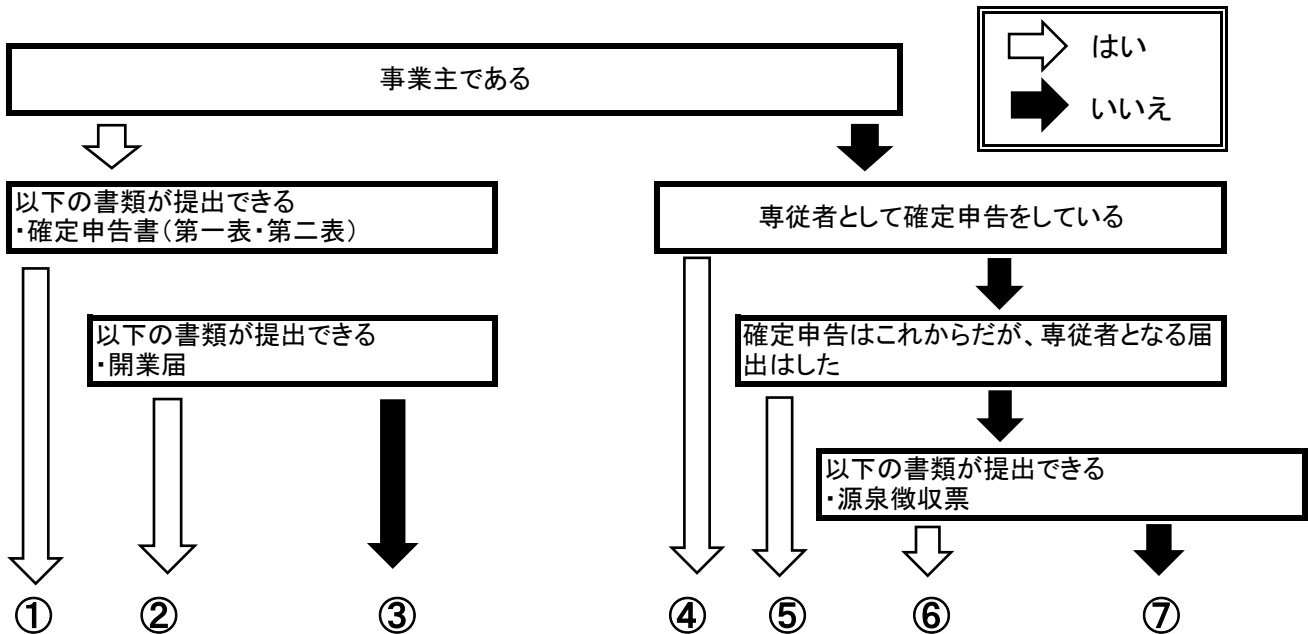 はい
いいえ
事業主である
以下の書類が提出できる
・確定申告書(第一表・第二表)
専従者として確定申告をしている
以下の書類が提出できる
・開業届
確定申告はこれからだが、専従者となる届
出はした
以下の書類が提出できる
・源泉徴収票
① ② ③ ④ ⑤ ⑥ ⑦